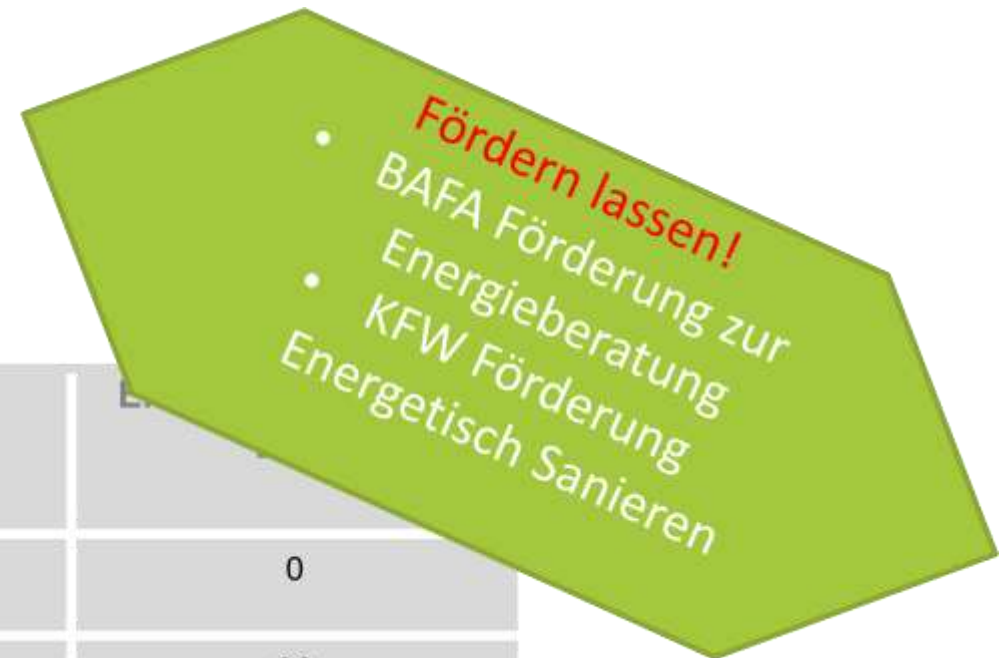 Fördern lassen!
• BAFA Förderung zur
Energieberatung
• KFW Förderung
Energetisch Sanieren
0